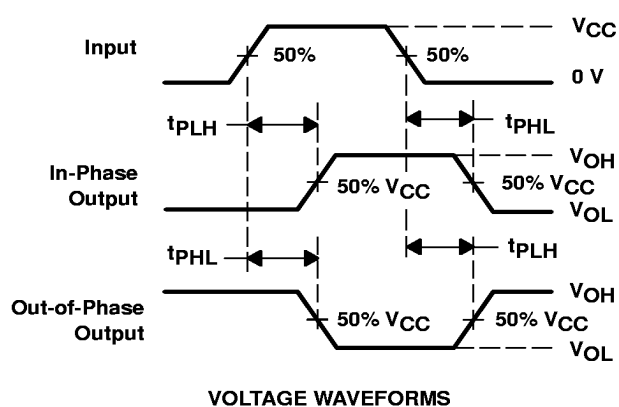 VCC
Input
50%
50%
0 V
tPLH
tPHL
In-Phase
Output
VOH
50% VCC
50% VCC
VOL
tPHL
tPLH
Out-of-Phase
Output
VOH
50% VCC
50% VCC
VOL
VOLTAGE WAVEFORMS